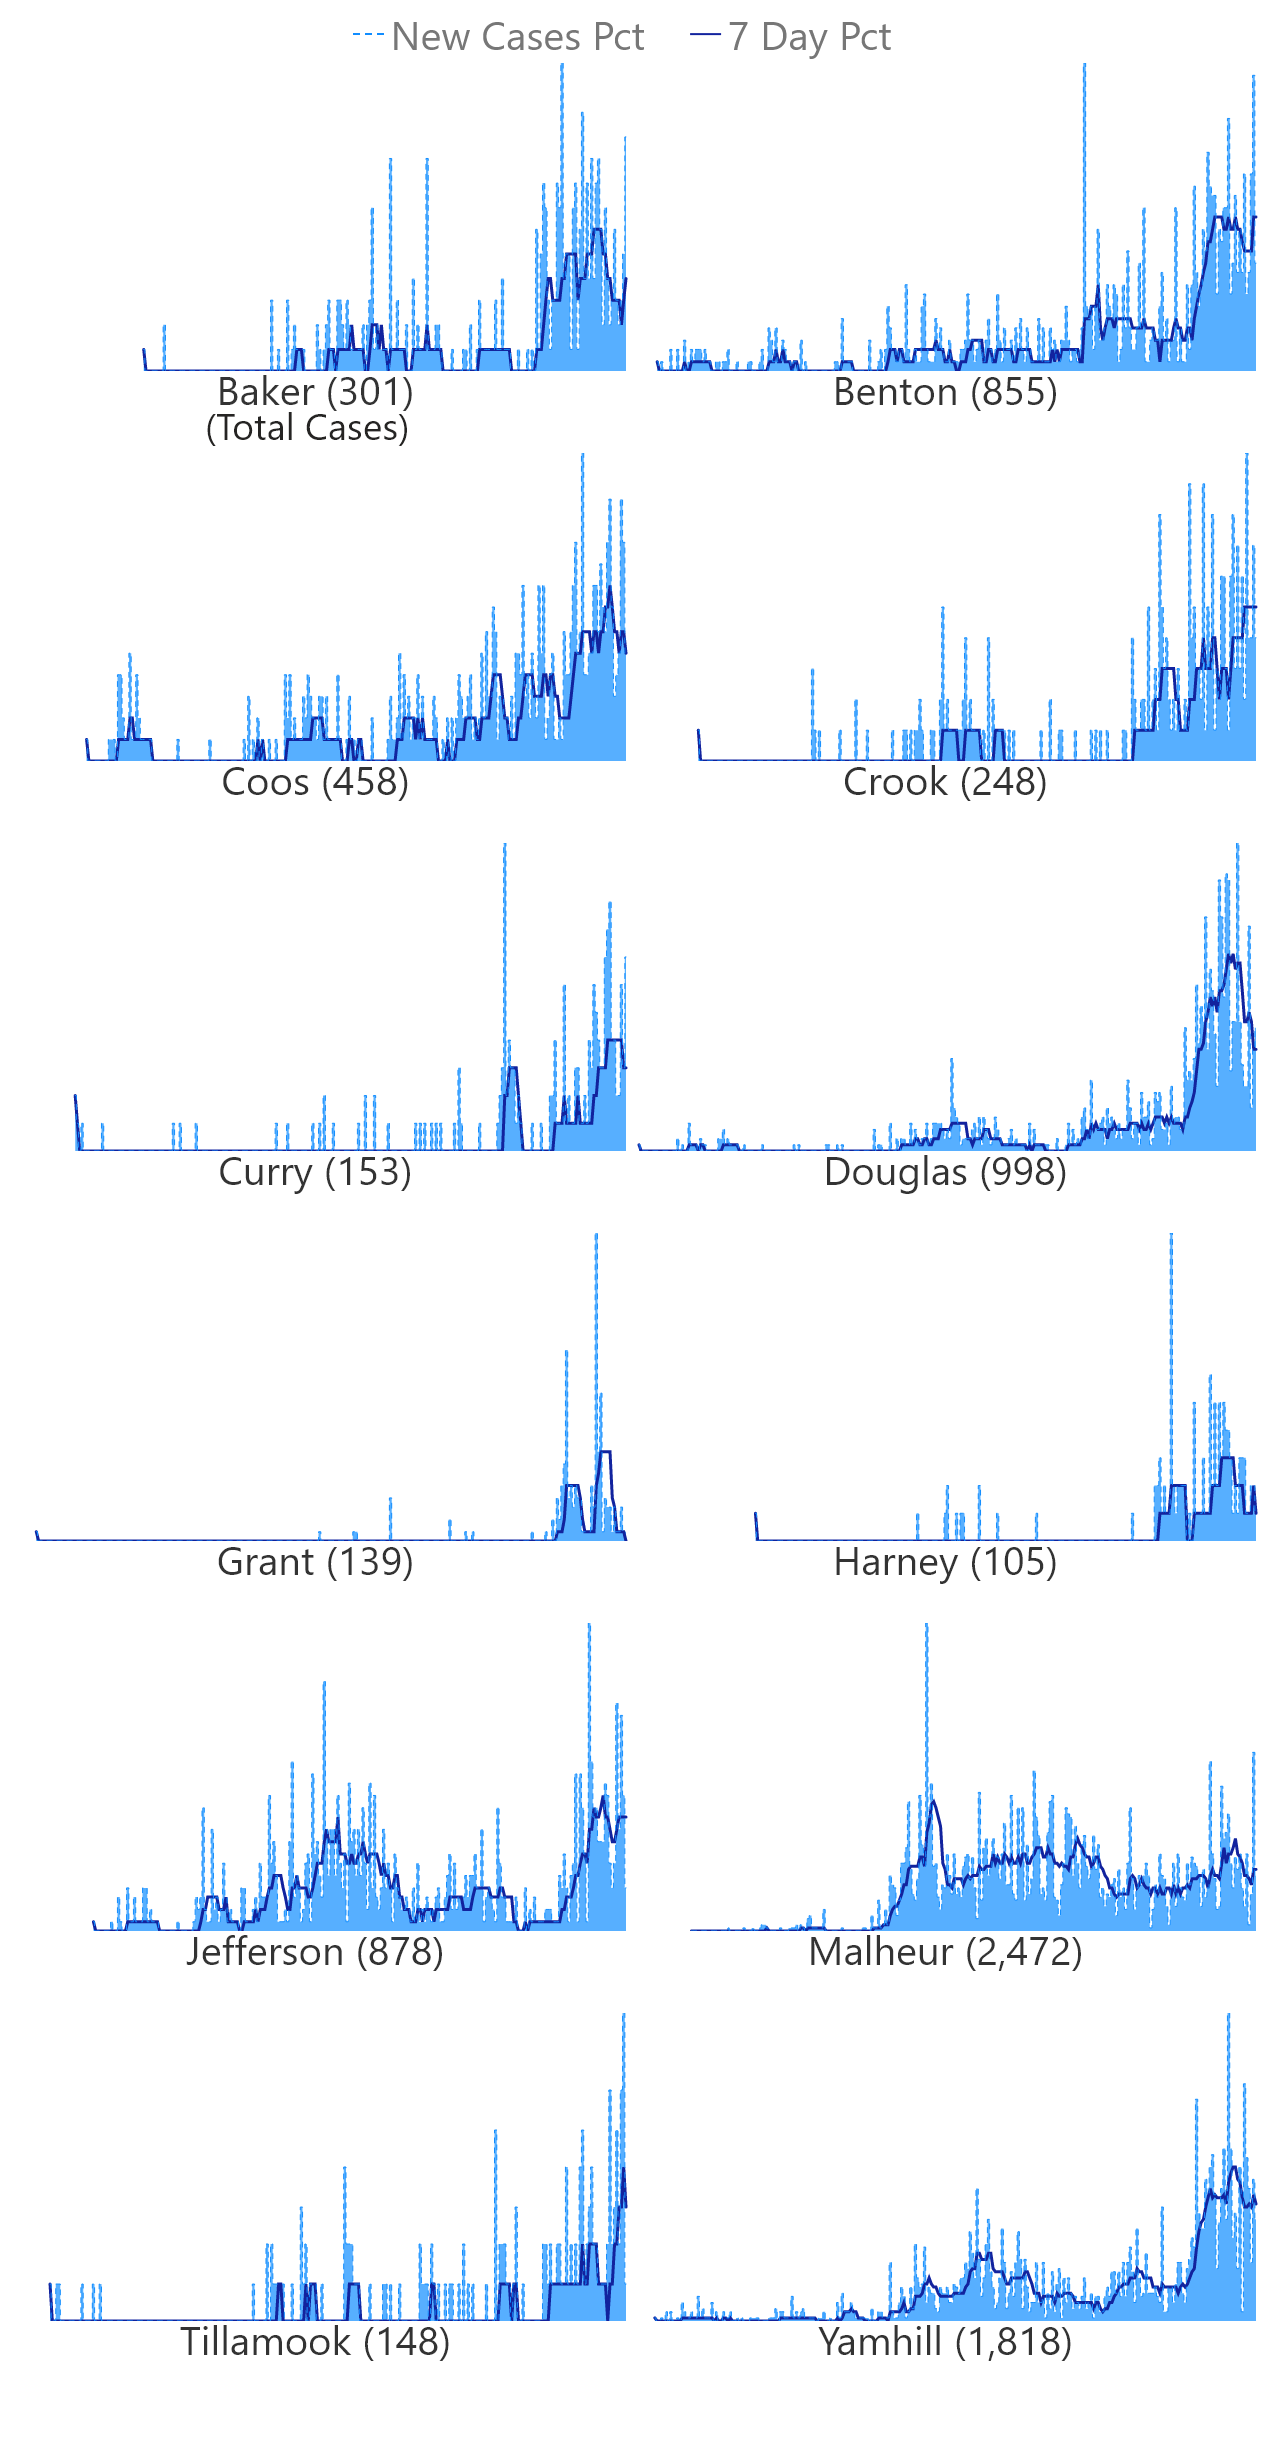 New Cases Pct 7 Day Pct
Baker (301) Benton (855)
(Total Cases)
Coos (458) Crook (248)
Curry (153) Douglas (998)
Grant (139) Harney (105)
Jefferson (878) Malheur (2,472)
Tillamook (148) Yamhill (1,818)